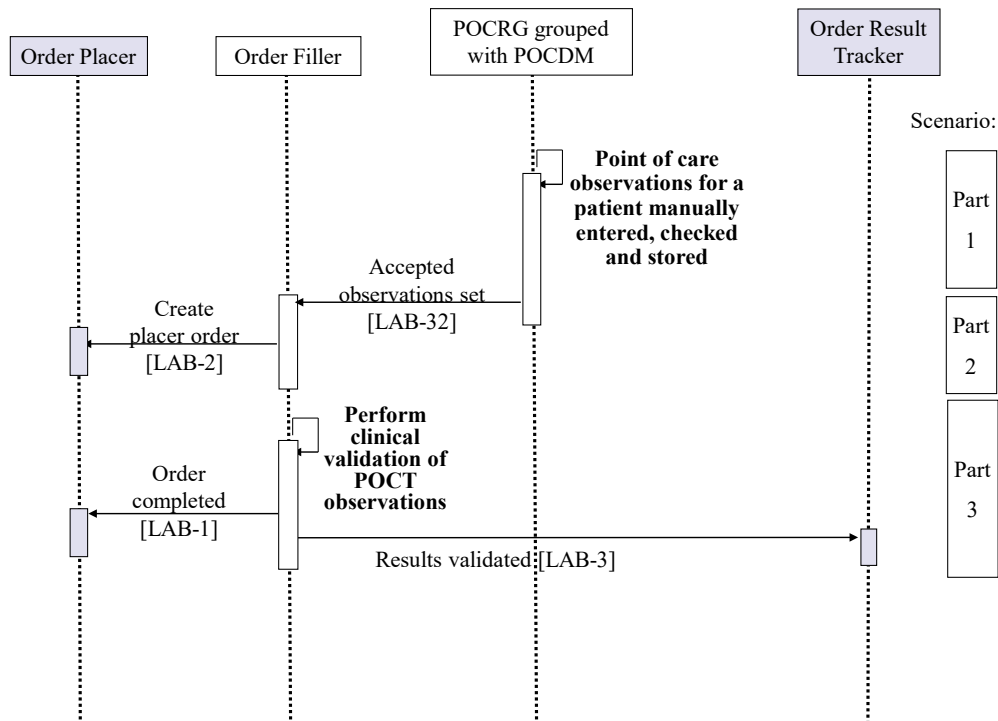 Order Placer
Order Filler
POCRG grouped
with POCDM
Order Result
Tracker
Scenario:
Point of care
observations for a
patient manually
entered, checked
and stored
Part
1
Accepted
observations set
[LAB-32]
Create
placer order
[LAB-2]
Part
2
Perform
clinical
validation of
POCT
observations
Order
completed
[LAB-1]
Part
3
Results validated [LAB-3]